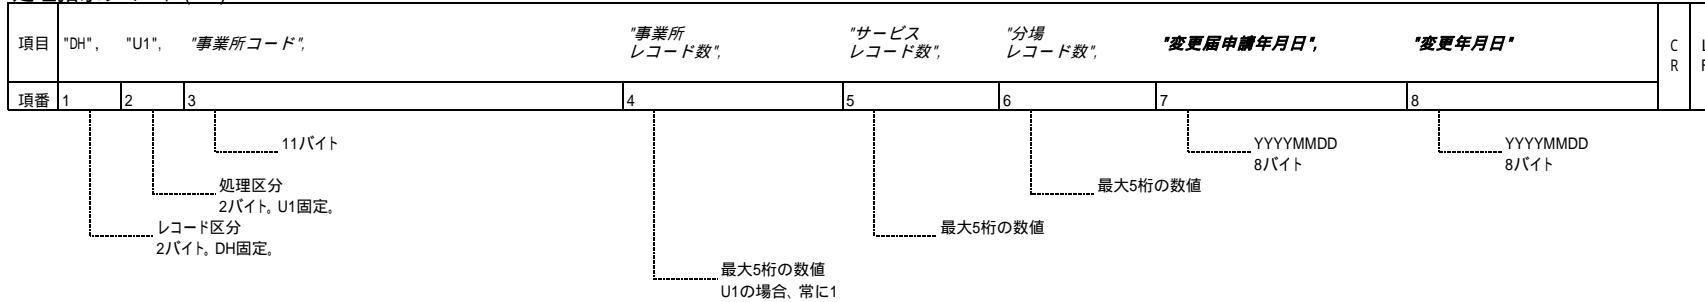 項目 "DH", "U1", "事業所コード", "事業所 "サービス "分場 "変更届申請年月日", "変更年月日" C L
レコード数", レコード数", レコード数", R F
項番 1 2 3 4 5 6 7 8
11バイト YYYYMMDD YYYYMMDD
8バイト 8バイト
処理区分 最大5桁の数値
2バイト。U1固定。
レコード区分 最大5桁の数値
2バイト。DH固定。
最大5桁の数値
U1の場合、常に1